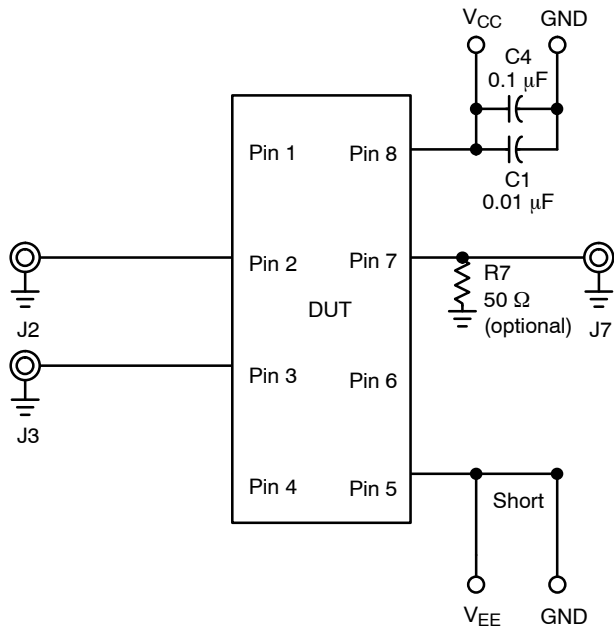 VCC GND
C4
0.1 μF
Pin 1 Pin 8
C1
0.01 μF
Pin 2 Pin 7
R7
50 Ω
(optional)
DUT
J2
J7
Pin 3 Pin 6
J3
Pin 4 Pin 5
Short
VEE GND